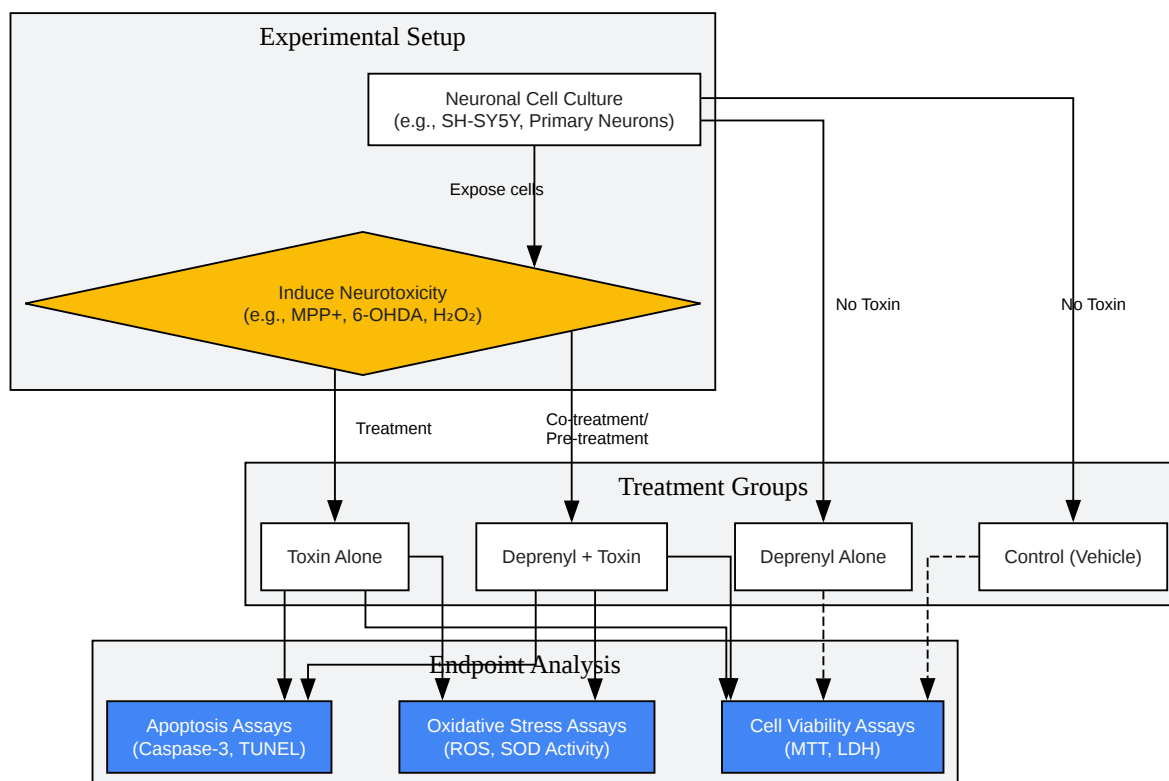 Experimental Setup
Neuronal Cell Culture
(e.g., SH-SY5Y, Primary Neurons)
Expose cells
Induce Neurotoxicity
(e.g., MPP+, 6-OHDA, H₂O₂)
No Toxin
No Toxin
Treatment
Co-treatment/
Pre-treatment
Treatment Groups
Toxin Alone
Deprenyl + Toxin
Deprenyl Alone
Control (Vehicle)
Endpoint Analysis
Apoptosis Assays
(Caspase-3, TUNEL)
Oxidative Stress Assays
(ROS, SOD Activity)
Cell Viability Assays
(MTT, LDH)